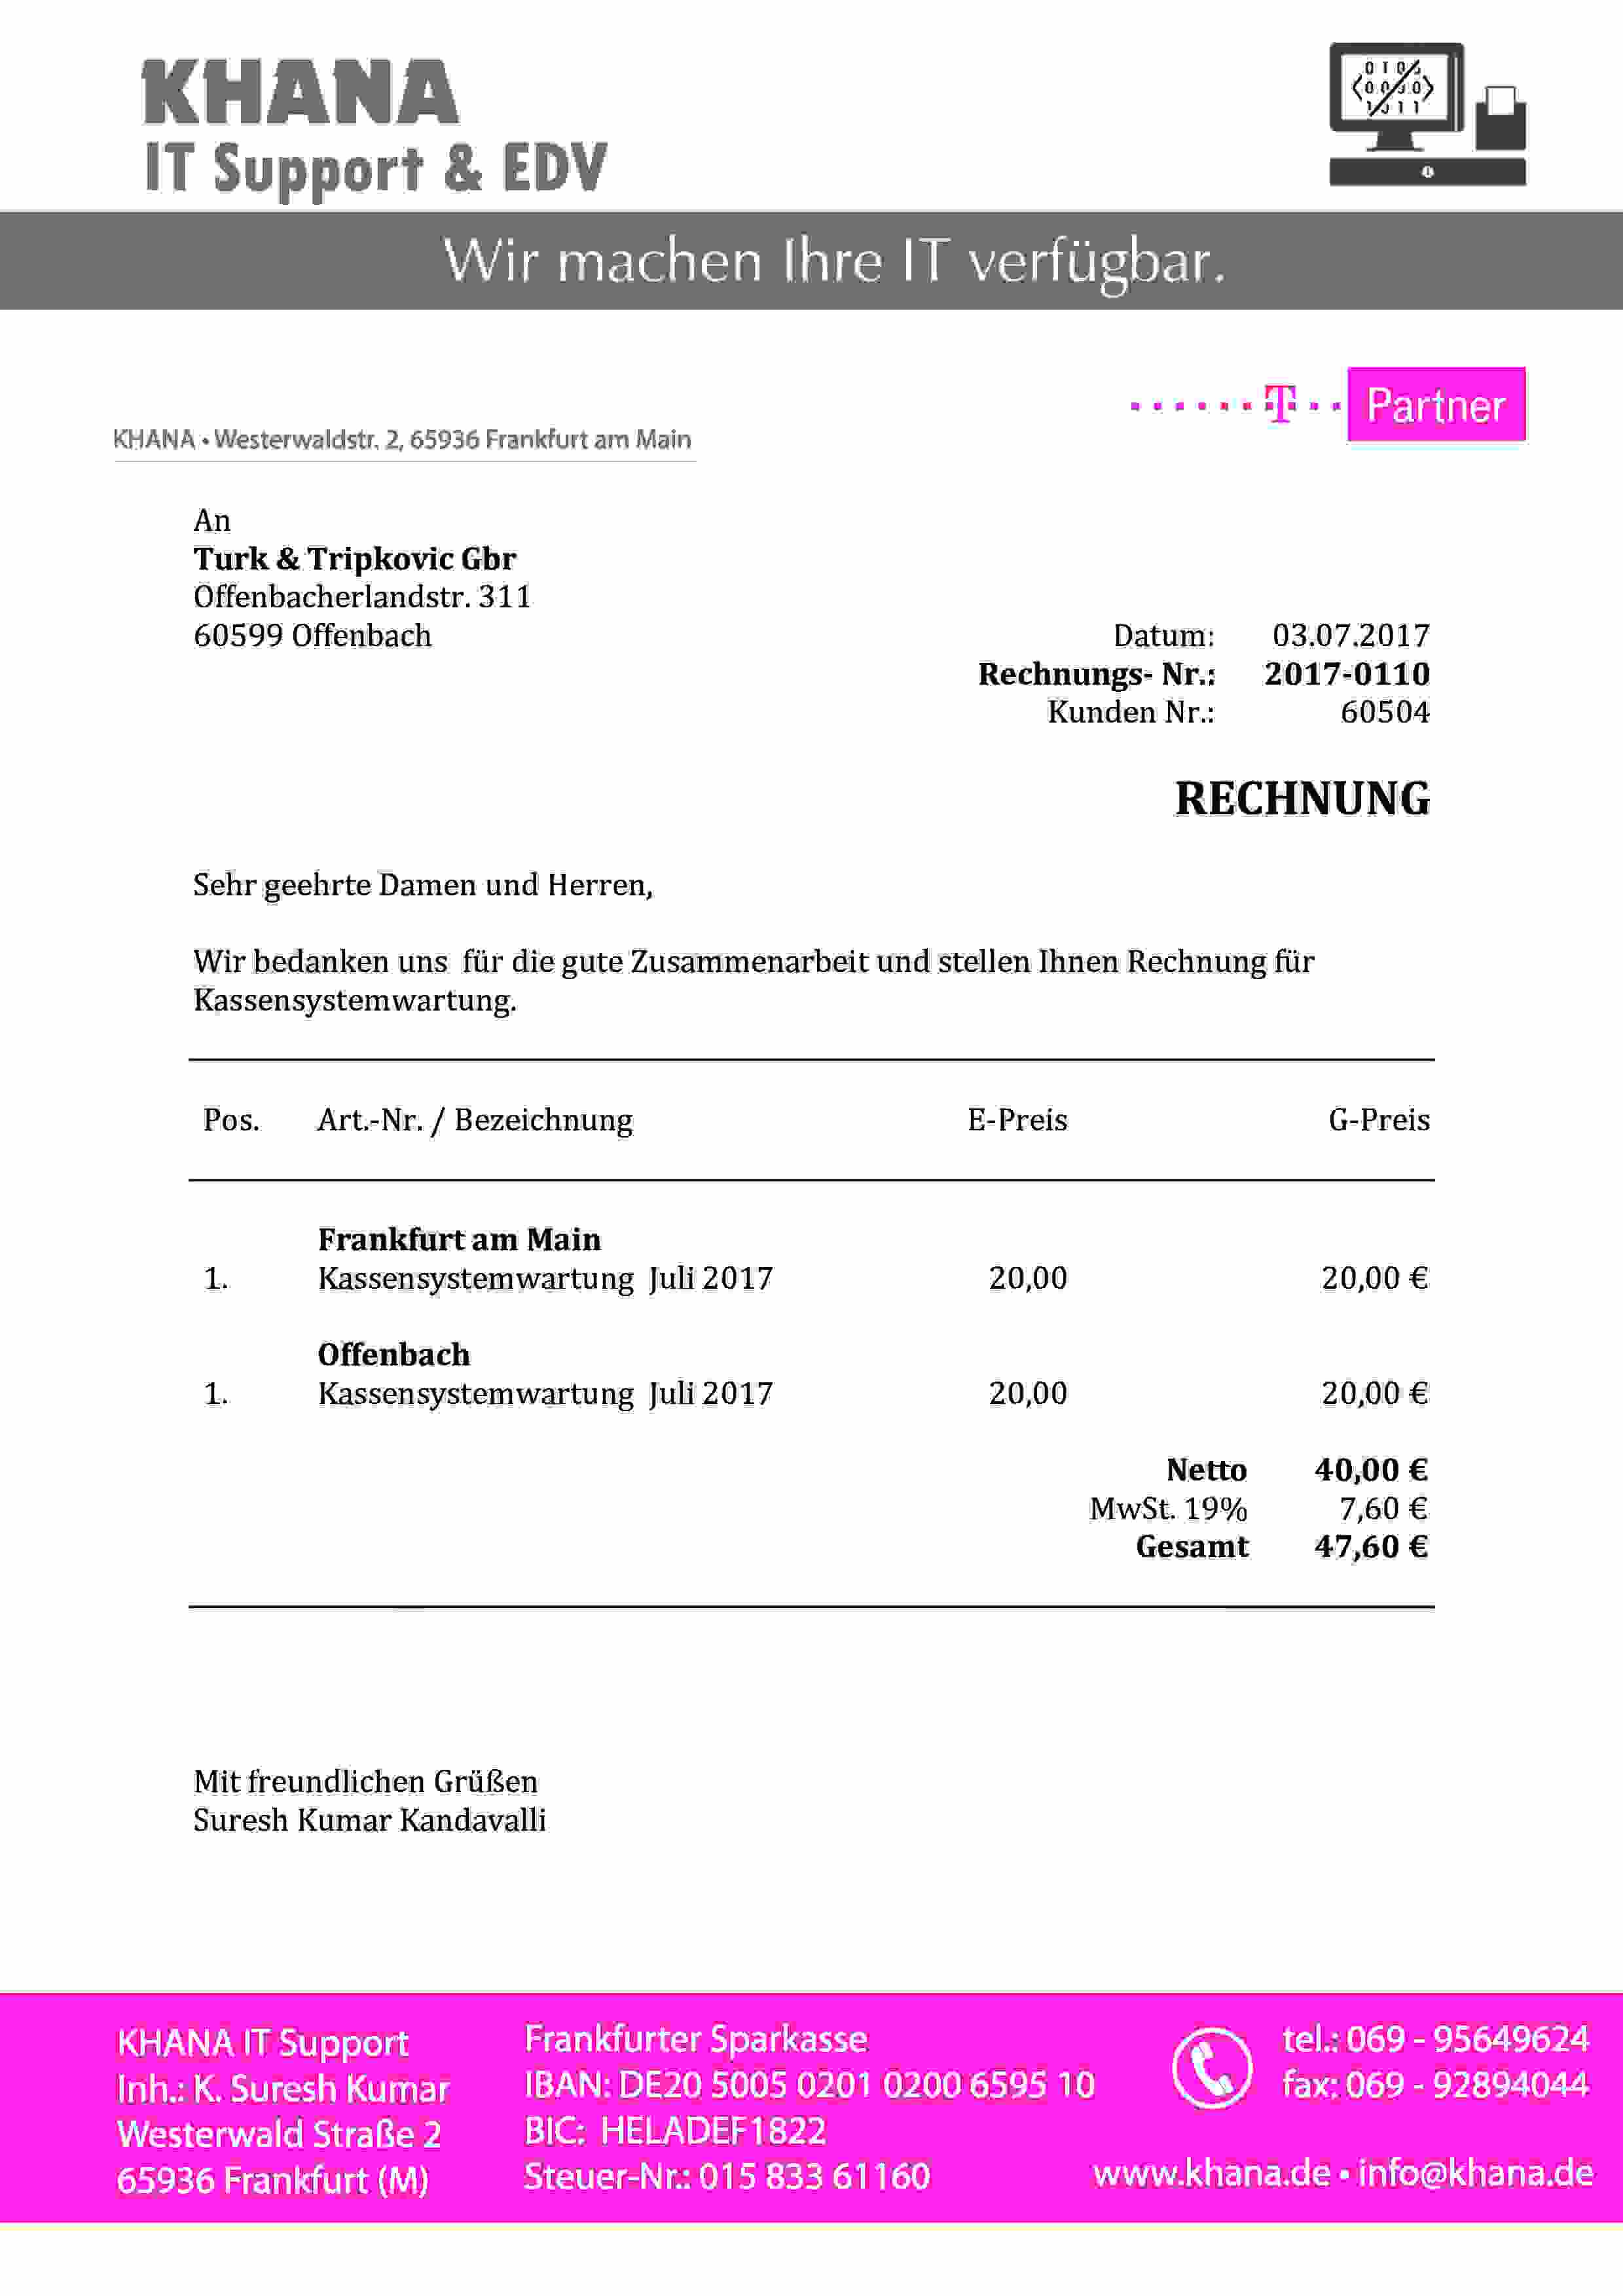 KHANA
IT Support & EDV
Wir machen Ihre IT verfügbar.
T Partner
KHANA • Westerwaldstr. 2, 65936 Frankfurt am Main
An
Turk & Tripkovic Gbr
Offenbacherlandstr. 311
60599 Offenbach
Datum: 03.07.2017
Rechnungs- Nr.: 2017-0110
Kunden Nr.: 60504
RECHNUNG
Sehr geehrte Damen und Herren,
Wir bedanken uns für die gute Zusammenarbeit und stellen Ihnen Rechnung für
Kassensystemwartung.
Pos. Art.-Nr. / Bezeichnung E-Preis G-Preis
Frankfurt am Main
1. Kassensystemwartung Juli 2017 20,00 20,00 €
Offenbach
1. Kassensystemwartung Juli 2017 20,00 20,00 €
Netto 40,00 €
MwSt. 19% 7,60 €
Gesamt 47,60 €
Mit freundlichen Grüßen
Suresh Kumar Kandavalli
KHANA IT Support
Inh.: K. Suresh Kumar
Westerwald Straße 2
65936 Frankfurt (M)
Frankfurter Sparkasse
IBAN: DE20 5005 0201 0200 6595 10
BIC: HELADEF1822
Steuer-Nr.: 015 833 61160
tel.: 069 - 95649624
fax: 069 - 92894044
www.khana.de • info@khana.de